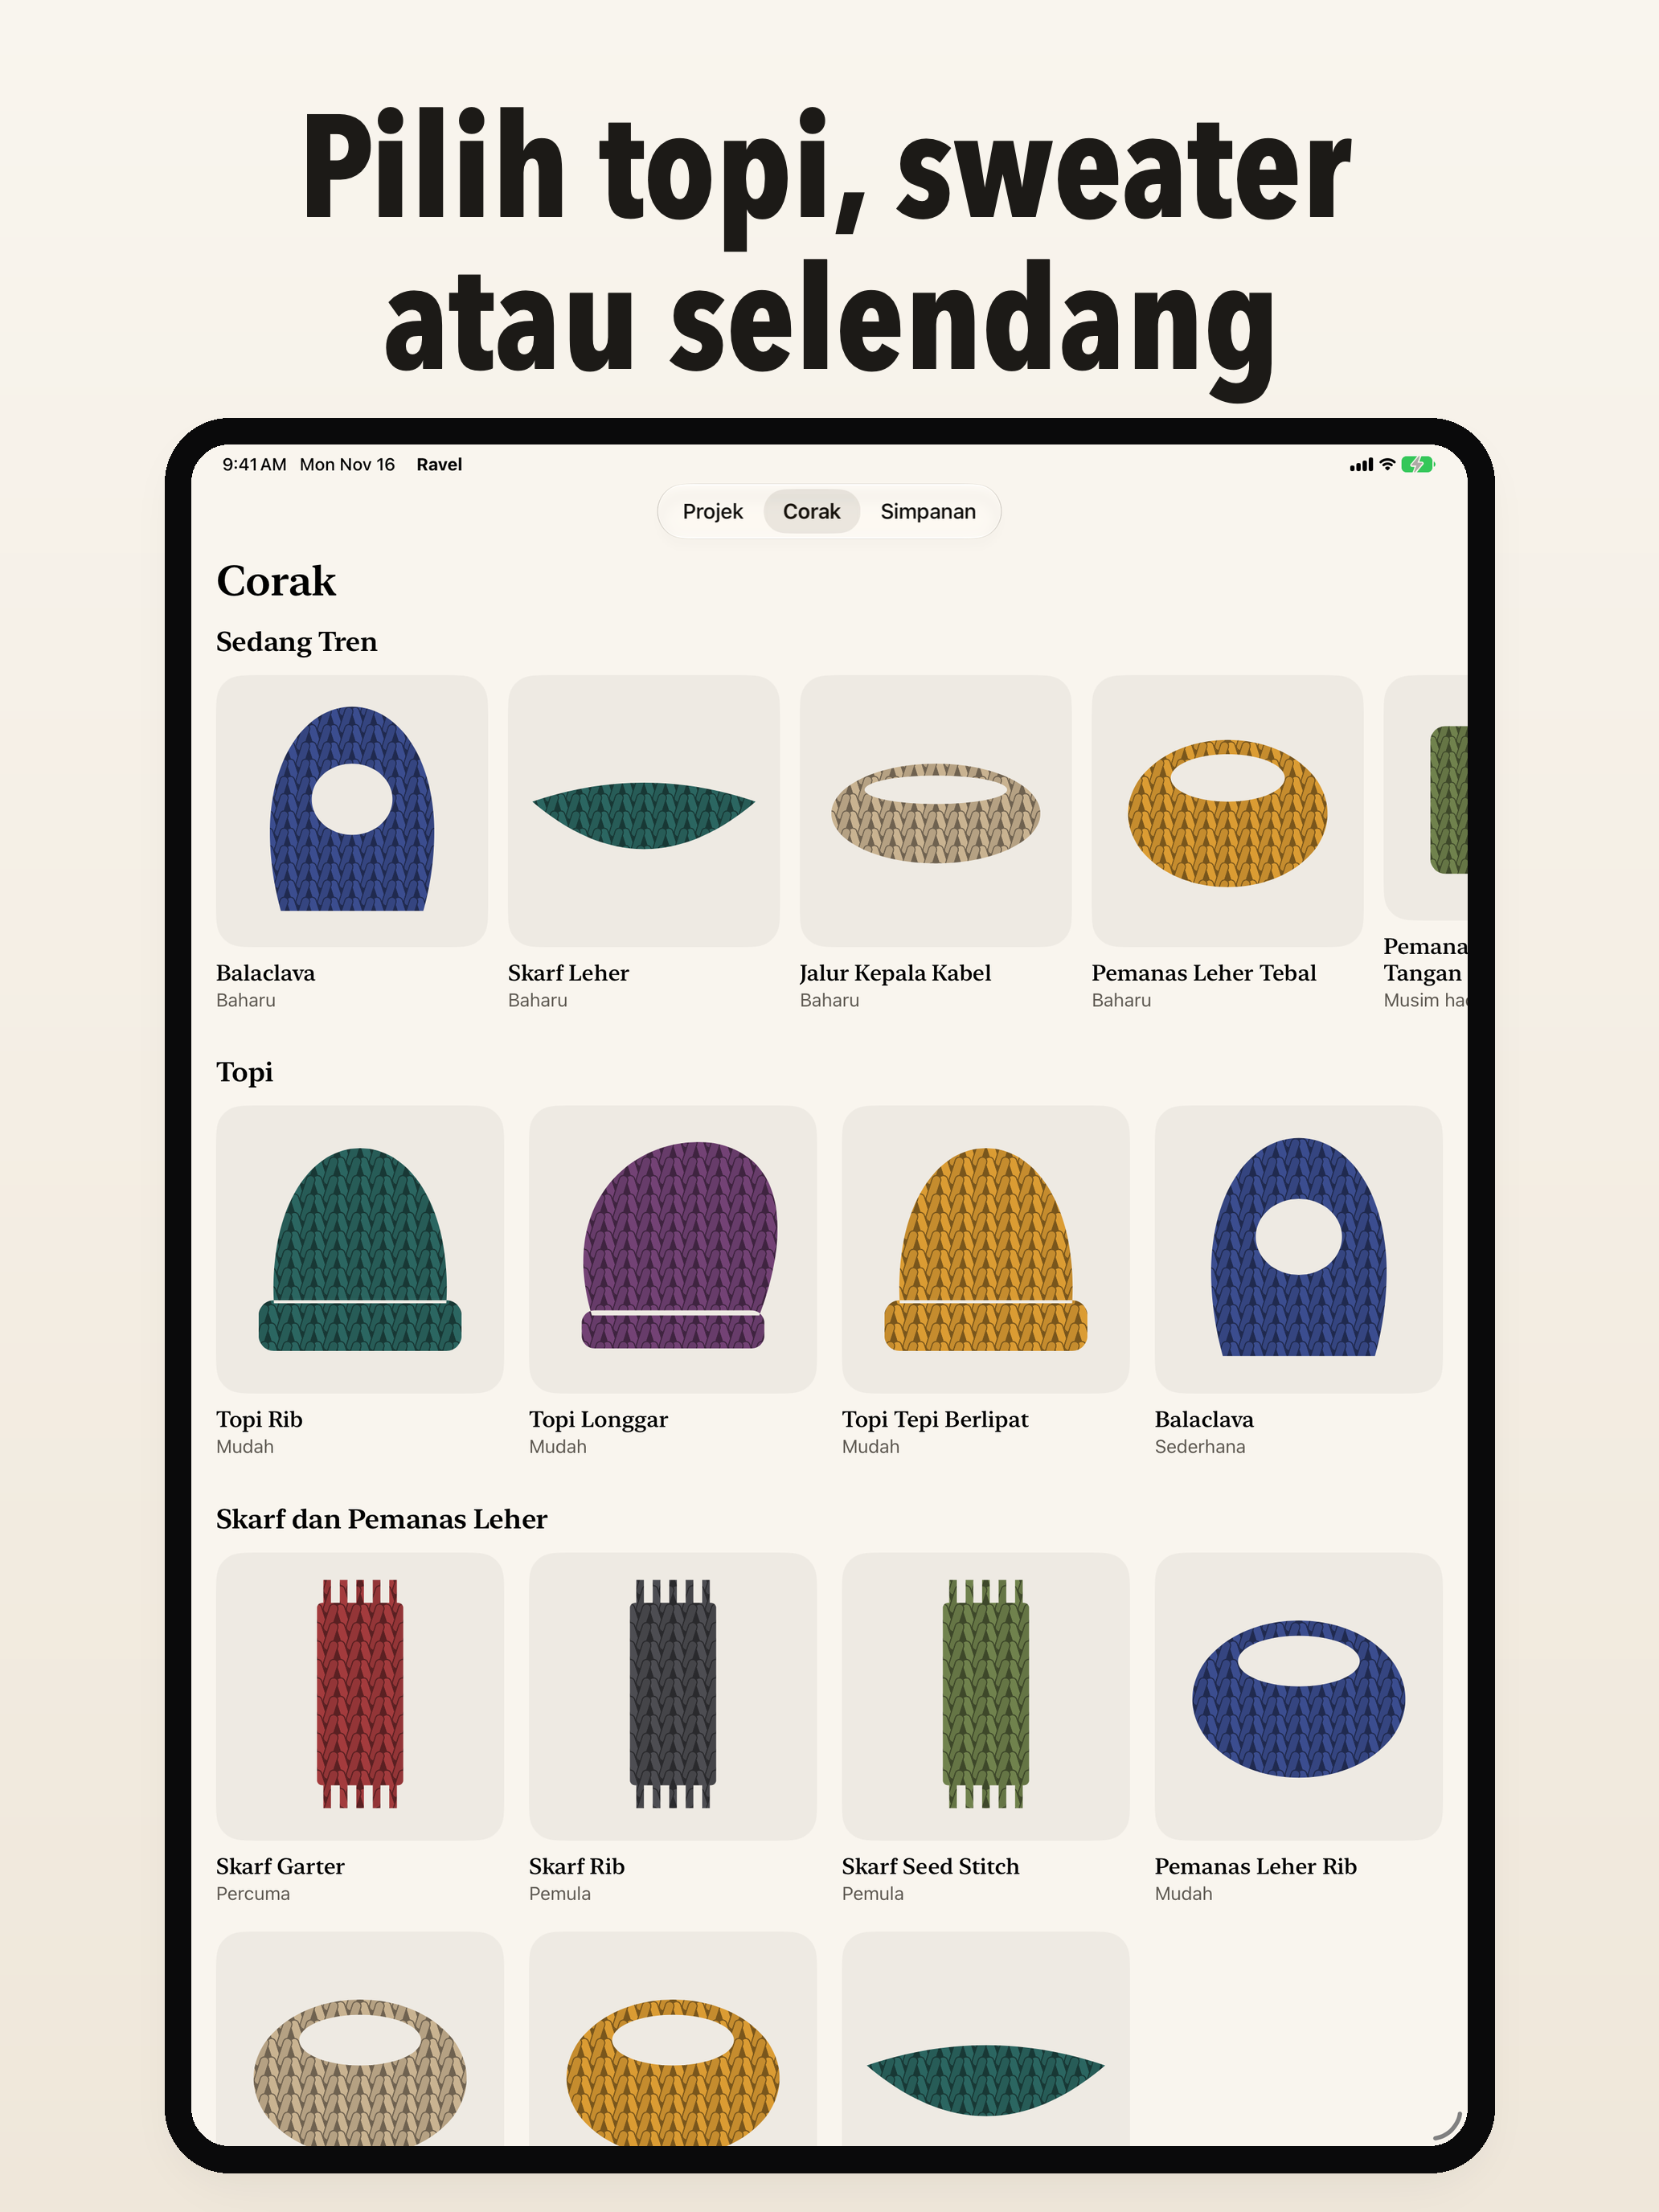 Pilih topi, sweater
atau selendang
9:41 AM Mon Nov 16 Ravel
Projek Corak Simpanan
Corak
Sedang Tren
Balaclava
Baharu
Skarf Leher
Baharu
Jalur Kepala Kabel
Baharu
Pemanas Leher Tebal
Baharu
Tangan
Musim
Topi
Topi Rib
Mudah
Topi Longgar
Mudah
Topi Tepi Berlipat
Mudah
Balaclava
Sederhana
Skarf dan Pemanas Leher
Skarf Garter
Percuma
Skarf Rib
Pemula
Skarf Seed Stitch
Pemula
Pemanas Leher Rib
Mudah